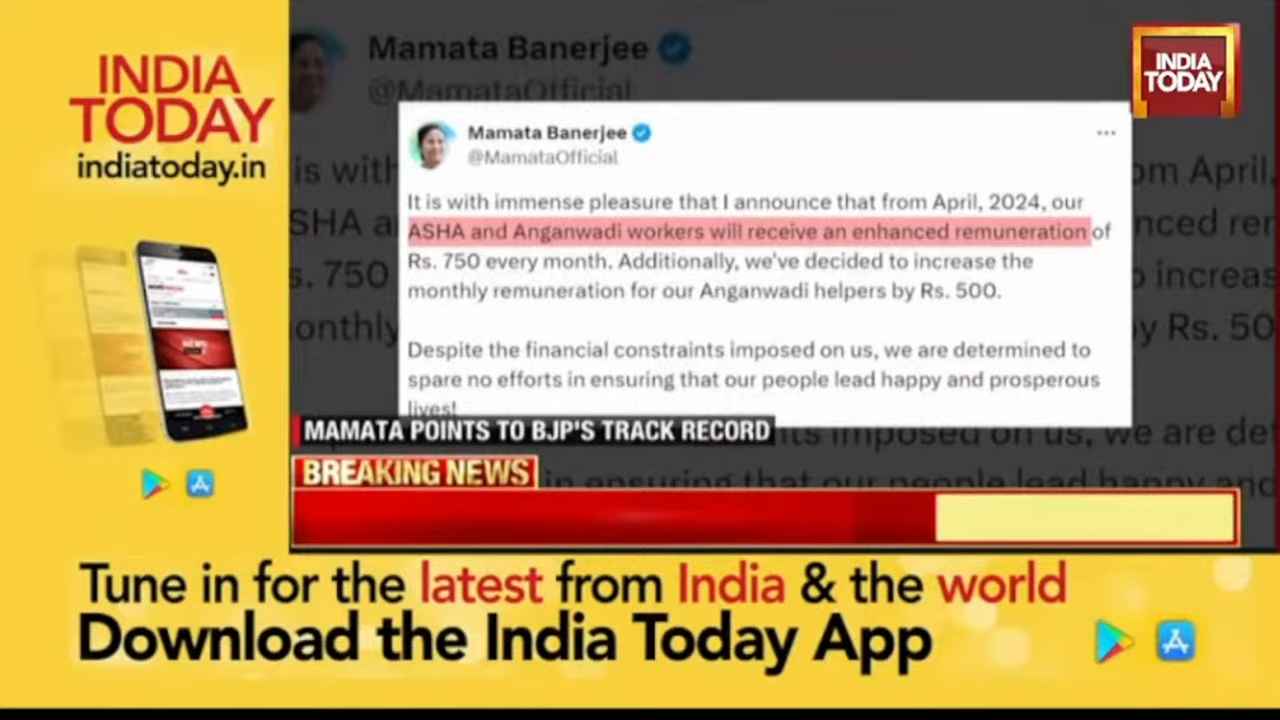 INDIA
TODAY
indiatoday.in
Mamata Banerjee
@MamataOfficial
INDIA
TODAY
Mamata Banerjee
@MamataOfficial
It is with immense pleasure that I announce that from April, 2024, our
ASHA and Anganwadi workers will receive an enhanced remuneration of
Rs. 750 every month. Additionally, we've decided to increase the
monthly remuneration for our Anganwadi helpers by Rs. 500.
Despite the financial constraints imposed on us, we are determined to
spare no efforts in ensuring that our people lead happy and prosperous
lives!
MAMATA POINTS TO BJP'S TRACK RECORD
BREAKING NEWS
Tune in for the latest from India & the world
Download the India Today App